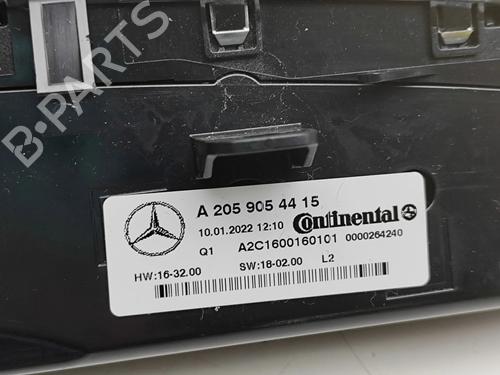 B-PARTS
A 205 905 44 15
10.01.2022 12:10 Continental
Q1 A2C1600160101 0000264240
HW:16-32.00 SW:18-02.00 L2